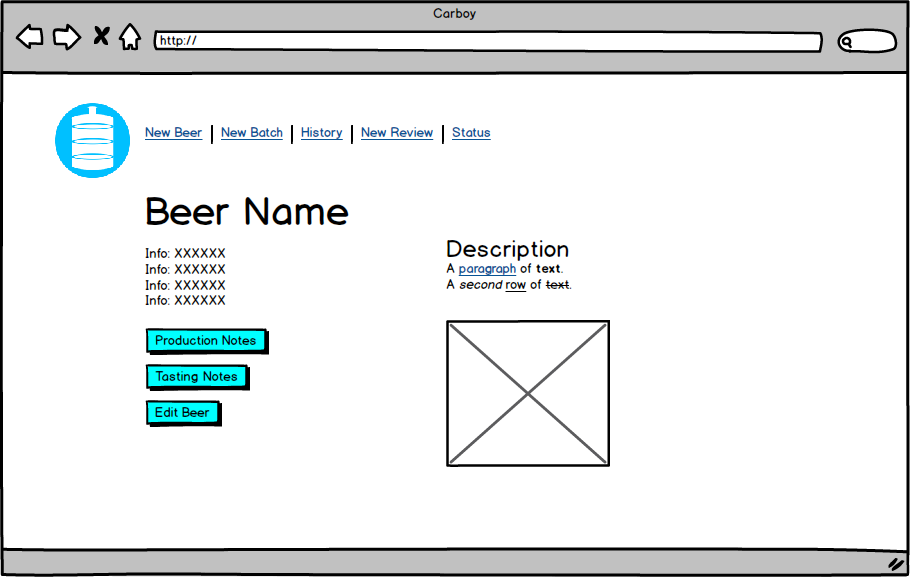 Carboy
http://
New Beer | New Batch | History | New Review | Status
Beer Name
Info: XXXXXX
Info: XXXXXX
Info: XXXXXX
Info: XXXXXX
Production Notes
Tasting Notes
Edit Beer
Description
A paragraph of text.
A second row of text.